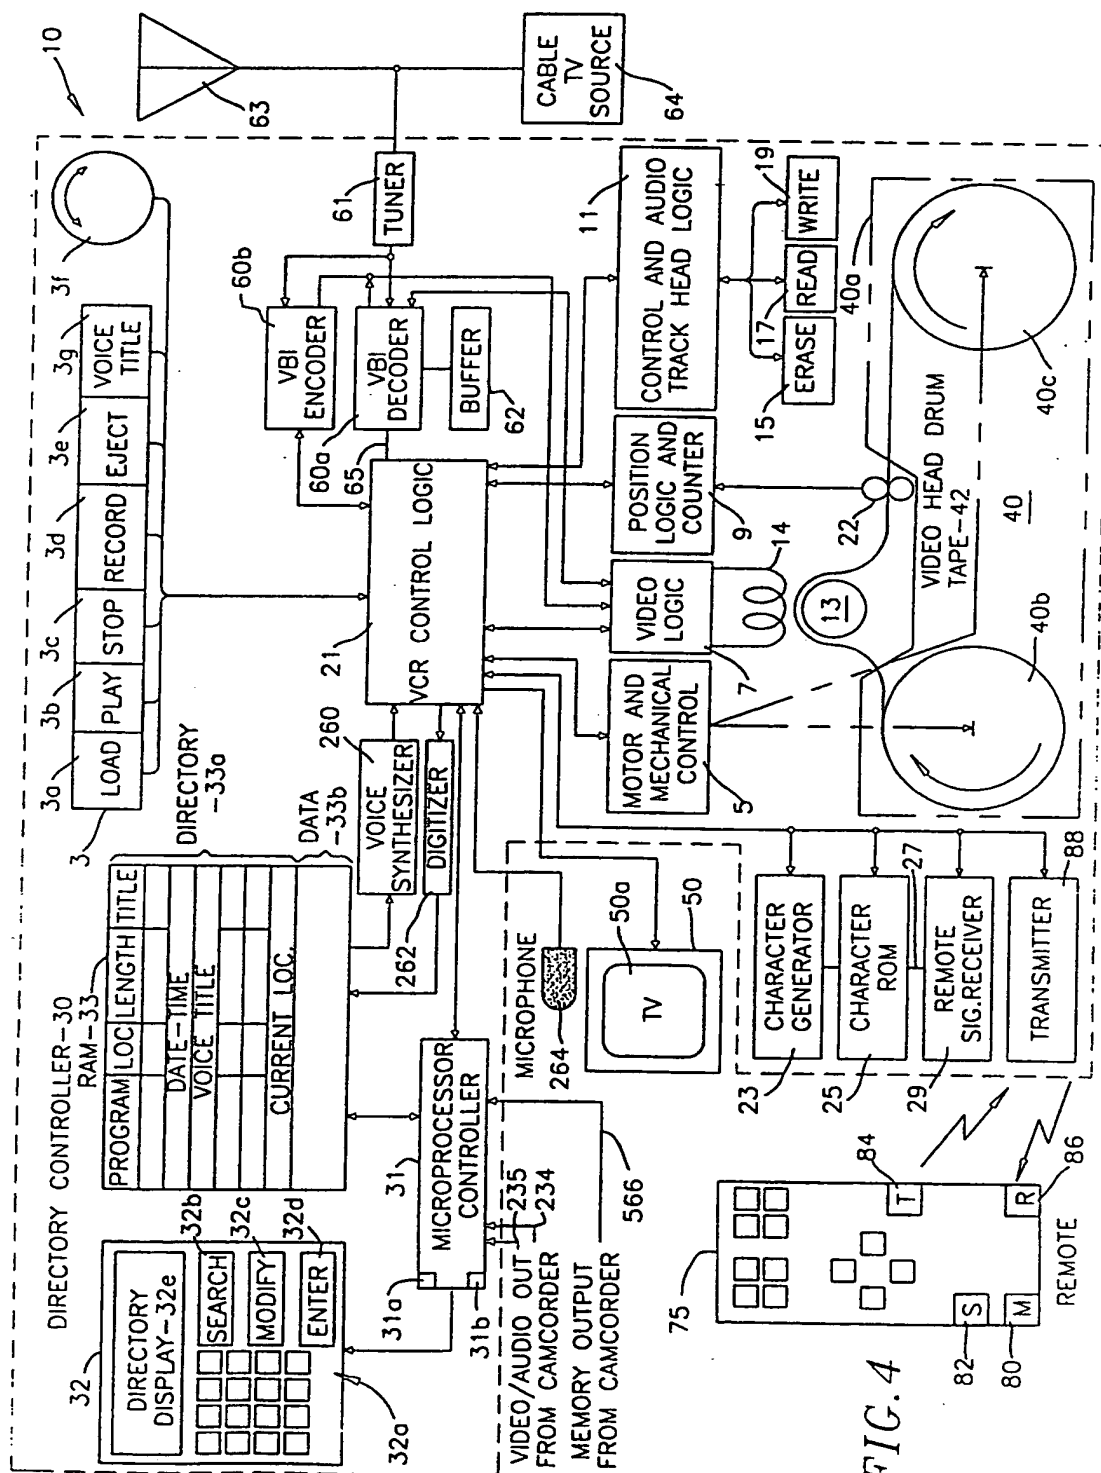 DIRECTORY CONTROLLER-30
RAM-33
32
DIRECTORY
DISPLAY-32e
SEARCH
32b
MODIFY
32c
ENTER
32d
32a
PROGRAM
LOC
LENGTH
TITLE
DATE-TIME
VOICE TITLE
CURRENT LOC.
DIRECTORY
-33a
DATA
-33b
3
3a
LOAD
3b
PLAY
3c
STOP
3d
RECORD
3e
EJECT
3g
VOICE
TITLE
3f
10
63
CABLE
TV
SOURCE
64
31
31a
31b
MICROPROCESSOR
CONTROLLER
260
VOICE
SYNTHESIZER
DIGITIZER
262
21
VCR CONTROL LOGIC
60b
VBI
ENCODER
60a
VBI
DECODER
65
BUFFER
62
61
TUNER
VIDEO/AUDIO OUT
FROM CAMCORDER
235
234
MEMORY OUTPUT
FROM CAMCORDER
566
MICROPHONE
264
TV
50a
50
MOTOR AND
MECHANICAL
CONTROL
5
VIDEO
LOGIC
7
14
POSITION
LOGIC AND
COUNTER
9
CONTROL AND AUDIO
TRACK HEAD LOGIC
11
ERASE
15
READ
17
WRITE
19
22
13
VIDEO HEAD DRUM
TAPE-42
40
40a
40b
40c
CHARACTER
GENERATOR
23
CHARACTER
ROM
25
27
REMOTE
SIG.RECEIVER
29
TRANSMITTER
88
75
T
84
R
86
S
82
M
80
REMOTE
FIG. 4